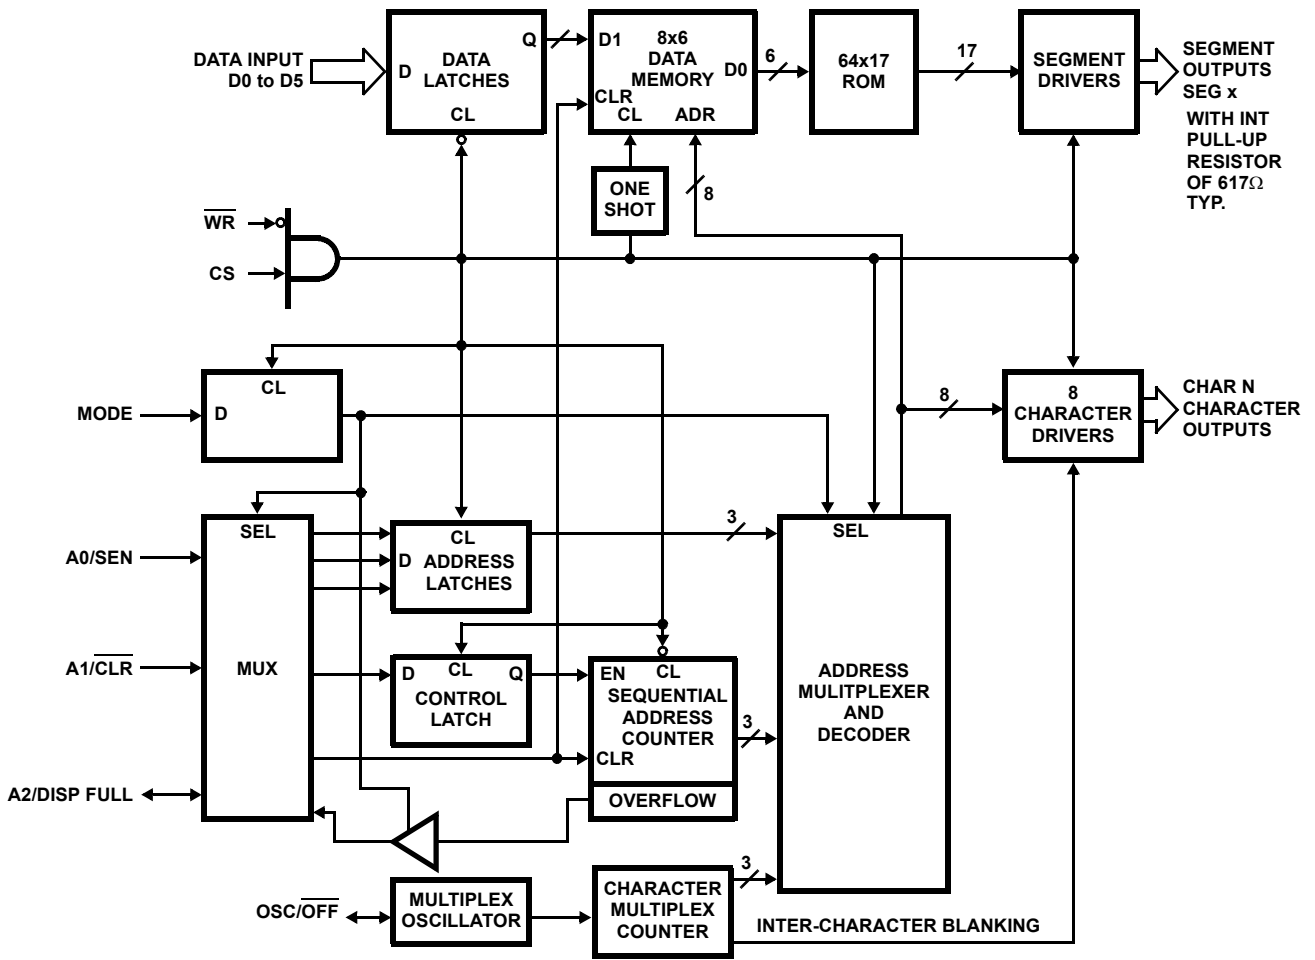 DATA INPUT
D0 to D5
D
DATA
LATCHES
Q
CL
D1
8x6
DATA
MEMORY
D0
CLR
CL
ADR
6
64x17
ROM
17
SEGMENT
DRIVERS
SEGMENT
OUTPUTS
SEG x
WITH INT
PULL-UP
RESISTOR
OF 617Ω
TYP.
ONE
SHOT
8
WR
CS
MODE
CL
D
8
8
CHARACTER
DRIVERS
CHAR N
CHARACTER
OUTPUTS
A0/SEN
A1/CLR
A2/DISP FULL
SEL
MUX
CL
D
ADDRESS
LATCHES
3
D
CL
Q
CONTROL
LATCH
EN
CL
SEQUENTIAL
ADDRESS
COUNTER
CLR
OVERFLOW
3
SEL
ADDRESS
MULITPLEXER
AND
DECODER
OSC/OFF
MULTIPLEX
OSCILLATOR
CHARACTER
MULTIPLEX
COUNTER
3
INTER-CHARACTER BLANKING